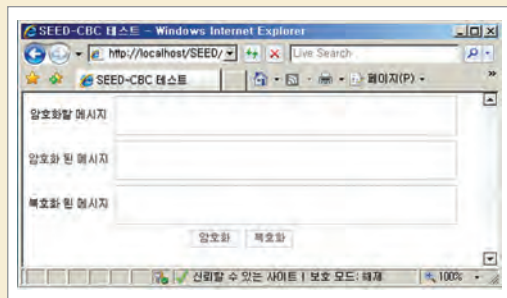 SEED-CBC 테스트 - Windows Internet Explorer
http://localhost/SEED/
Live Search
SEED-CBC 테스트
페이지(P)
암호화할 메시지
암호화 된 메시지
복호화 된 메시지
암호화 복호화
신뢰할 수 있는 사이트 | 보호 모드: 해제 100%